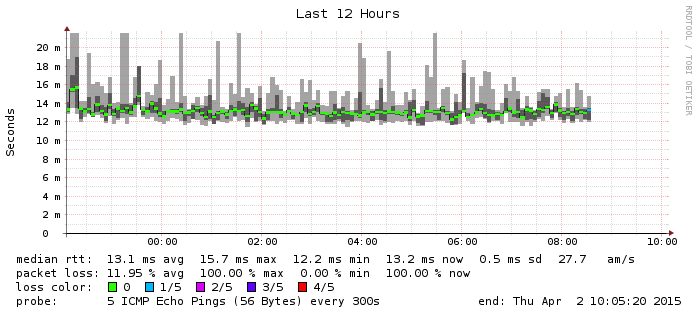 Last 12 Hours
RRDTOOL / TOBI OETIKER
Seconds
20 m
18 m
16 m
14 m
12 m
10 m
8 m
6 m
4 m
2 m
0
00:00 02:00 04:00 06:00 08:00 10:00
median rtt: 13.1 ms avg 15.7 ms max 12.2 ms min 13.2 ms now 0.5 ms sd 27.7 am/s
packet loss: 11.95 % avg 100.00 % max 0.00 % min 100.00 % now
loss color: 0 1/5 2/5 3/5 4/5
probe: 5 ICMP Echo Pings (56 Bytes) every 300s end: Thu Apr 2 10:05:20 2015